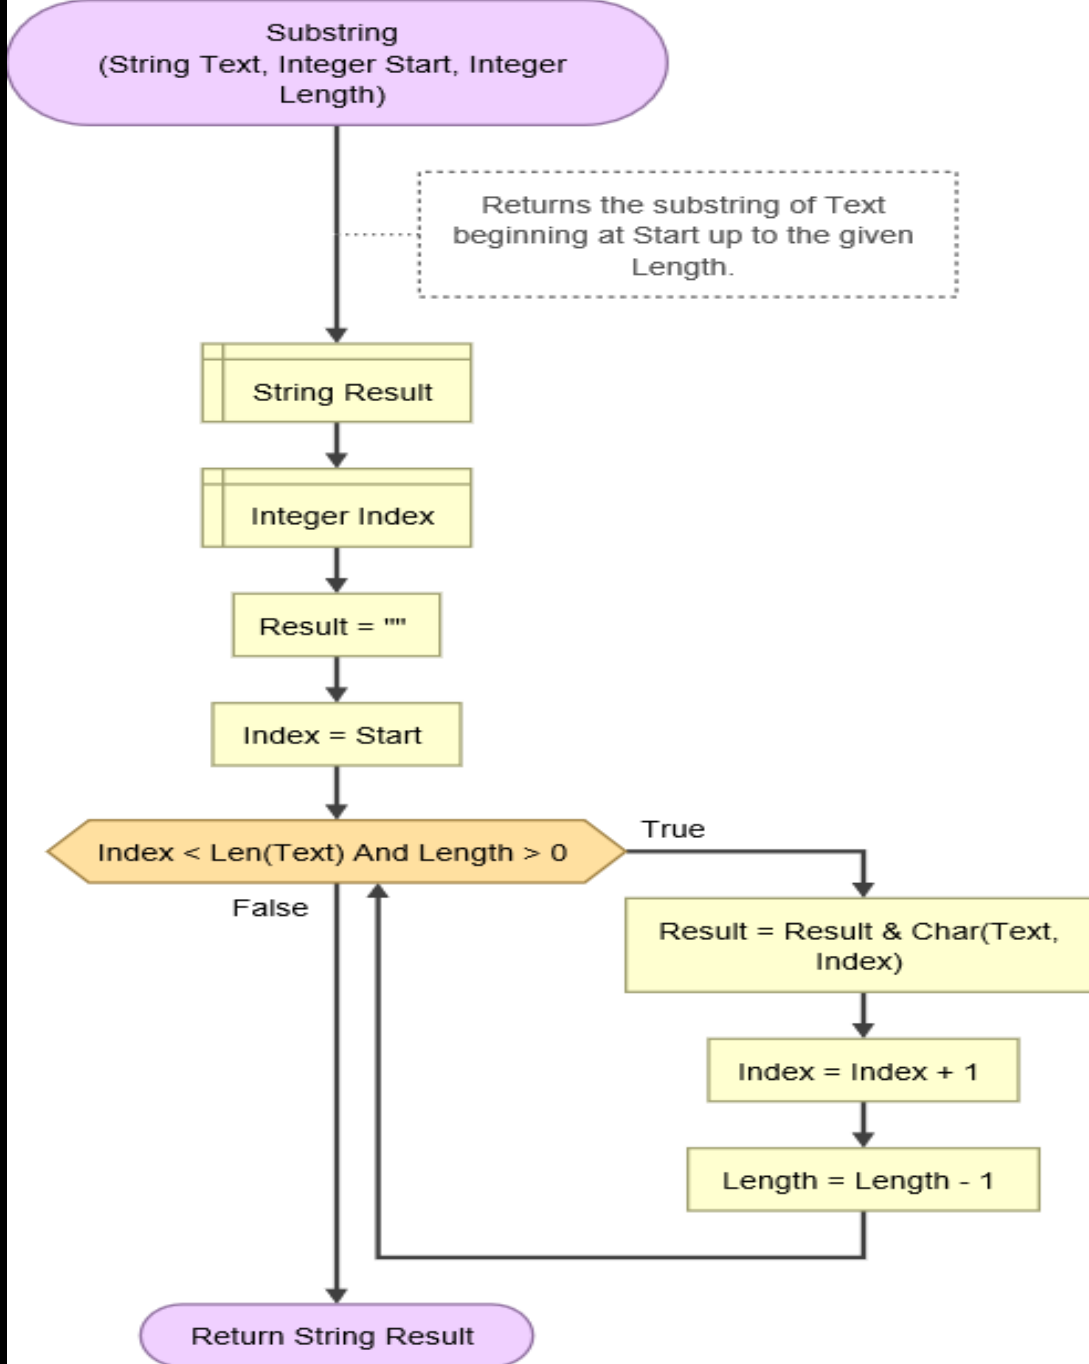 Substring
(String Text, Integer Start, Integer
Length)
Returns the substring of Text
beginning at Start up to the given
Length.
String Result
Integer Index
Result = ""
Index = Start
Index < Len(Text) And Length > 0
True
False
Result = Result & Char(Text,
Index)
Index = Index + 1
Length = Length - 1
Return String Result